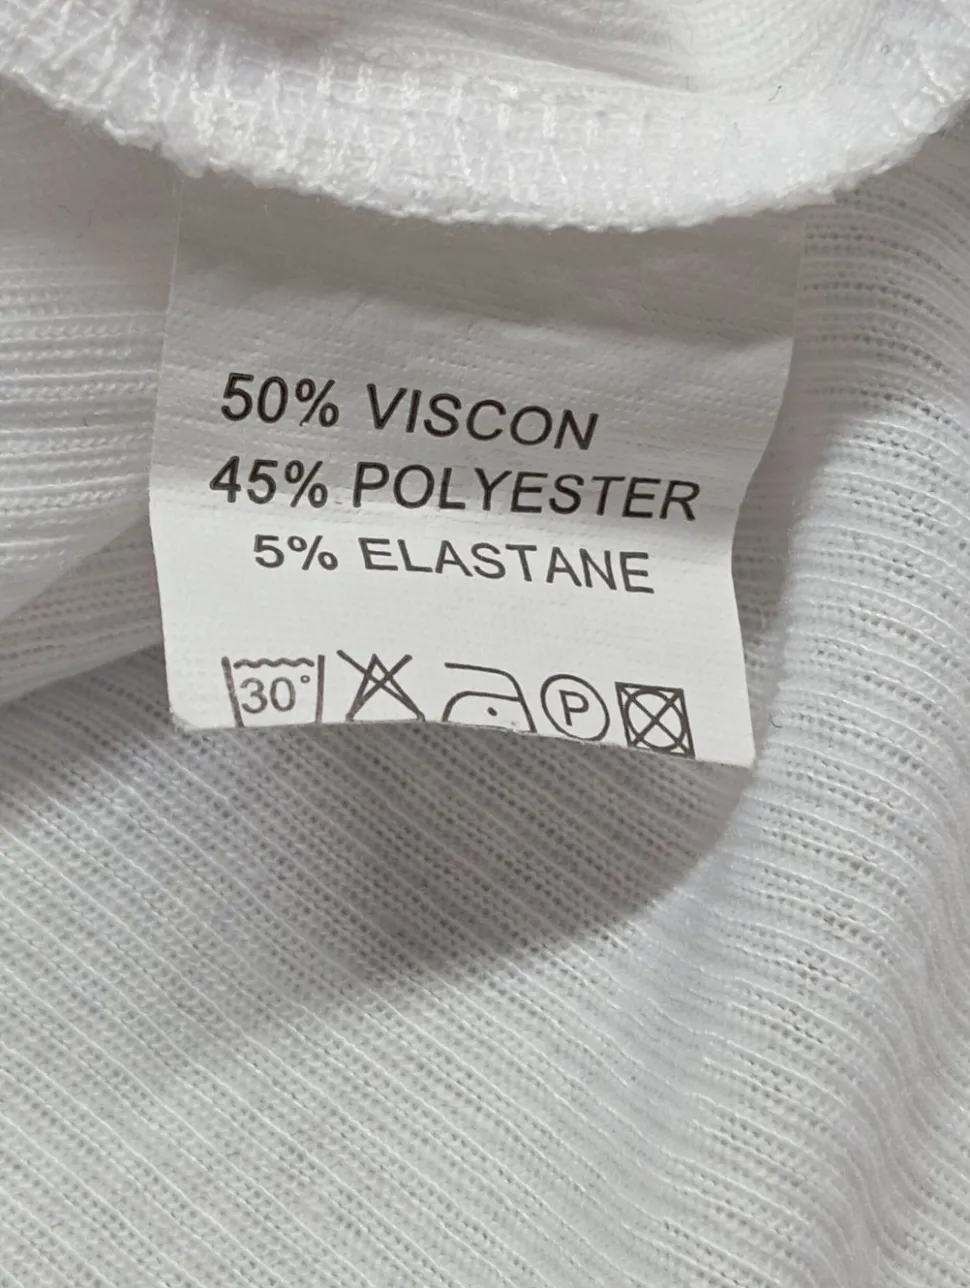 50% VISCON
45% POLYESTER
5% ELASTANE
30° P